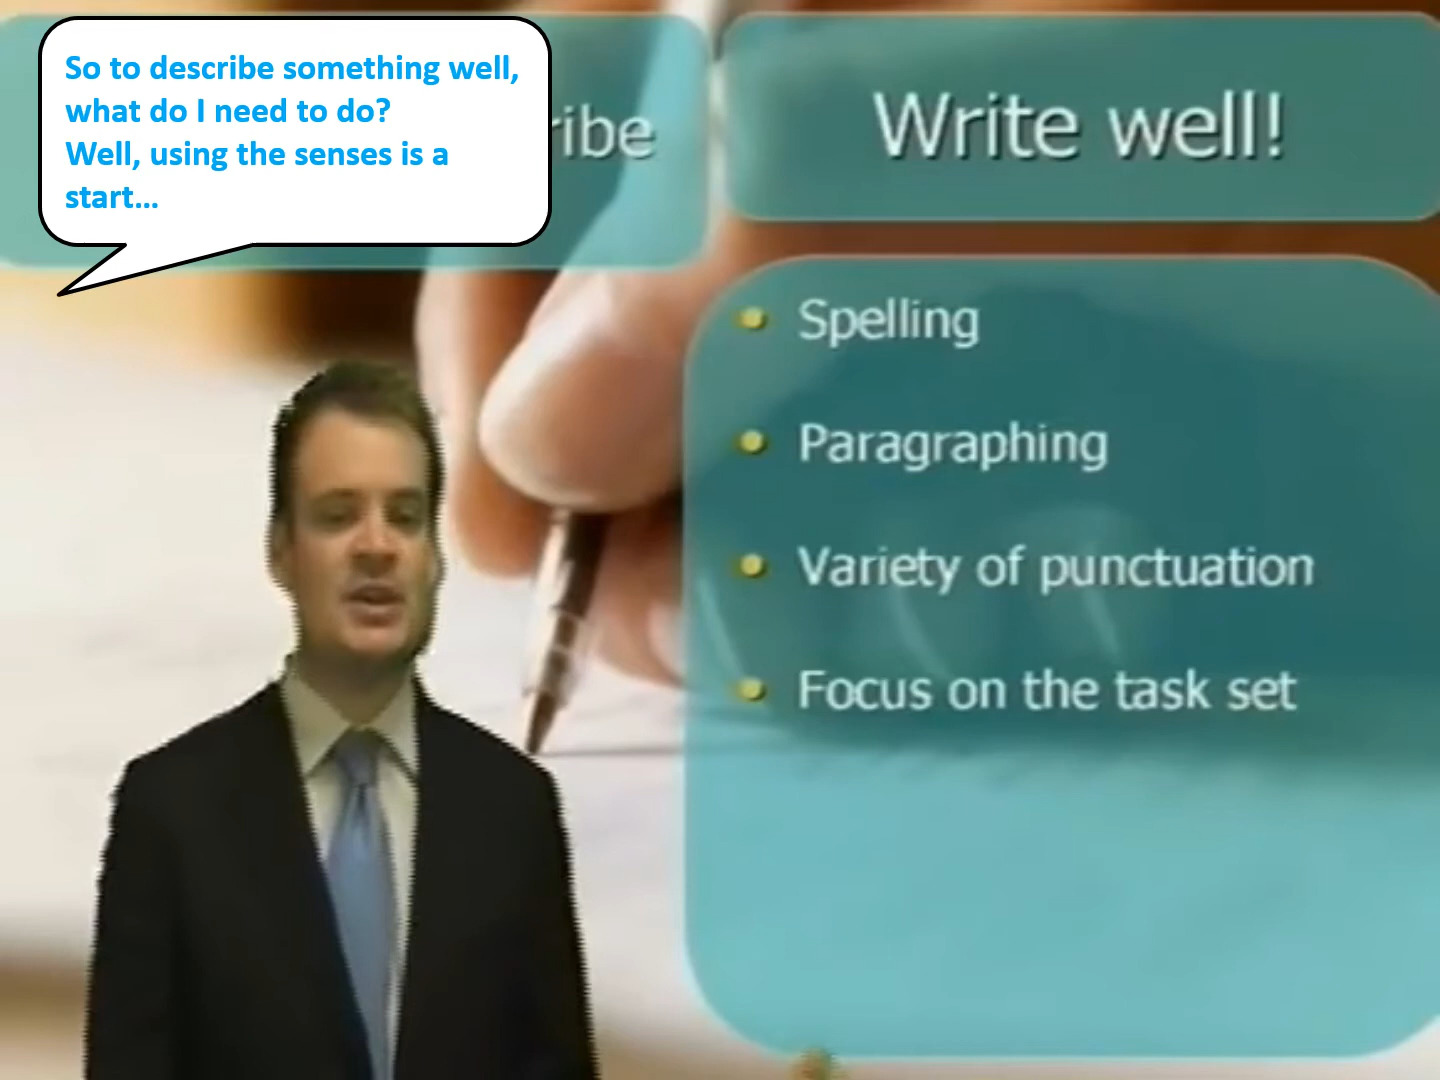 So to describe something well,
what do I need to do?
Well, using the senses is a
start...
ribe
Write well!
Spelling
Paragraphing
Variety of punctuation
Focus on the task set